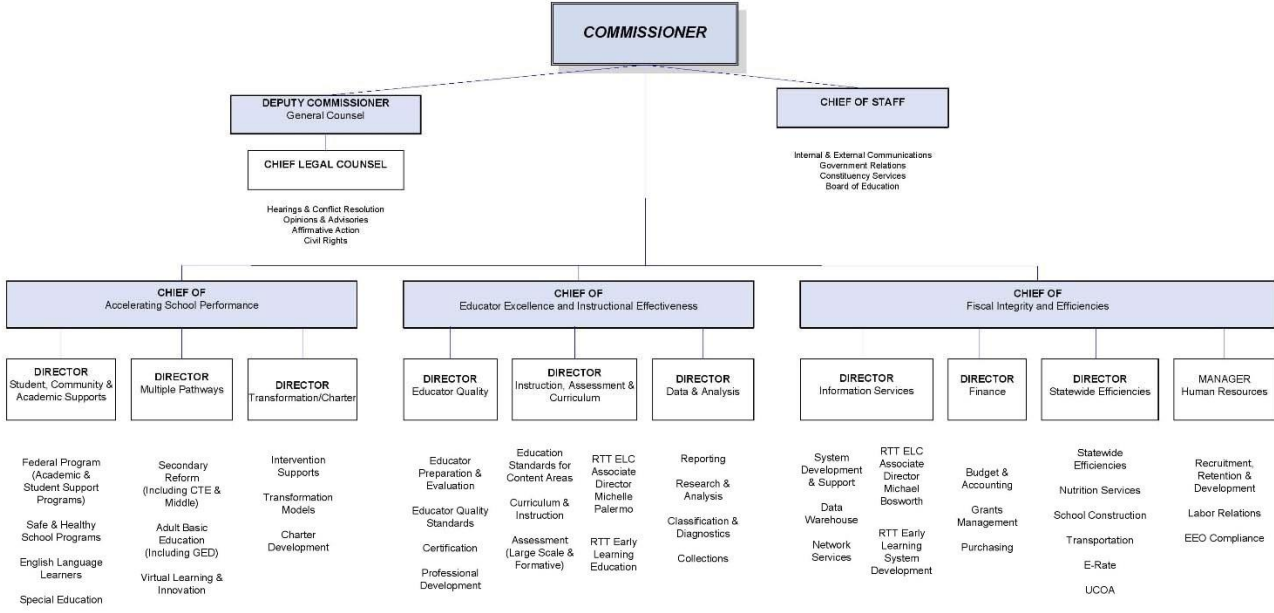 COMMISSIONER
DEPUTY COMMISSIONER
General Counsel
CHIEF OF STAFF
CHIEF LEGAL COUNSEL
Internal & External Communications
Government Relations
Constituency Services
Board of Education
Hearings & Conflict Resolution
Opinions & Advisories
Affirmative Action
Civil Rights
CHIEF OF
Accelerating School Performance
CHIEF OF
Educator Excellence and Instructional Effectiveness
CHIEF OF
Fiscal Integrity and Efficiencies
DIRECTOR
Student, Community &
Academic Supports
DIRECTOR
Multiple Pathways
DIRECTOR
Transformation/Charter
DIRECTOR
Educator Quality
DIRECTOR
Instruction, Assessment &
Curriculum
DIRECTOR
Data & Analysis
DIRECTOR
Information Services
DIRECTOR
Finance
DIRECTOR
Statewide Efficiencies
MANAGER
Human Resources
Federal Program
(Academic &
Student Support
Programs)
Safe & Healthy
School Programs
English Language
Learners
Special Education
Secondary
Reform
(Including CTE &
Middle)
Adult Basic
Education
(Including GED)
Virtual Learning &
Innovation
Intervention
Supports
Transformation
Models
Charter
Development
Educator
Preparation &
Evaluation
Educator Quality
Standards
Certification
Professional
Development
Education
Standards for
Content Areas
Curriculum &
Instruction
Assessment
(Large Scale &
Formative)
RTT ELC
Associate
Director
Michelle
Palermo
RTT Early
Learning
Education
Reporting
Research &
Analysis
Classification &
Diagnostics
Collections
System
Development
& Support
Data
Warehouse
Network
Services
RTT ELC
Associate
Director
Michael
Bosworth
RTT Early
Learning
System
Development
Budget &
Accounting
Grants
Management
Purchasing
Statewide
Efficiencies
Nutrition Services
School Construction
Transportation
E-Rate
UCOA
Recruitment,
Retention &
Development
Labor Relations
EEO Compliance